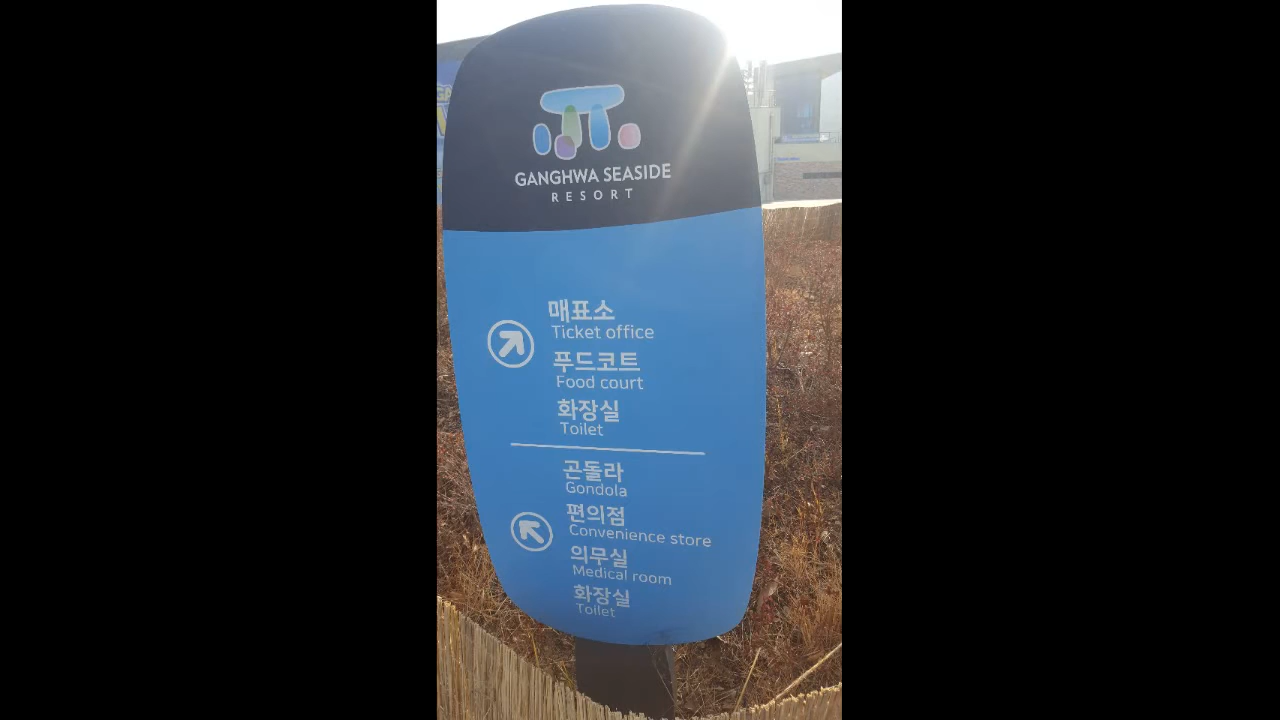 GANGHWA SEASIDE
RESORT
매표소
Ticket office
푸드코트
Food court
화장실
Toilet
곤돌라
Gondola
편의점
Convenience store
의무실
Medical room
화장실
Toilet